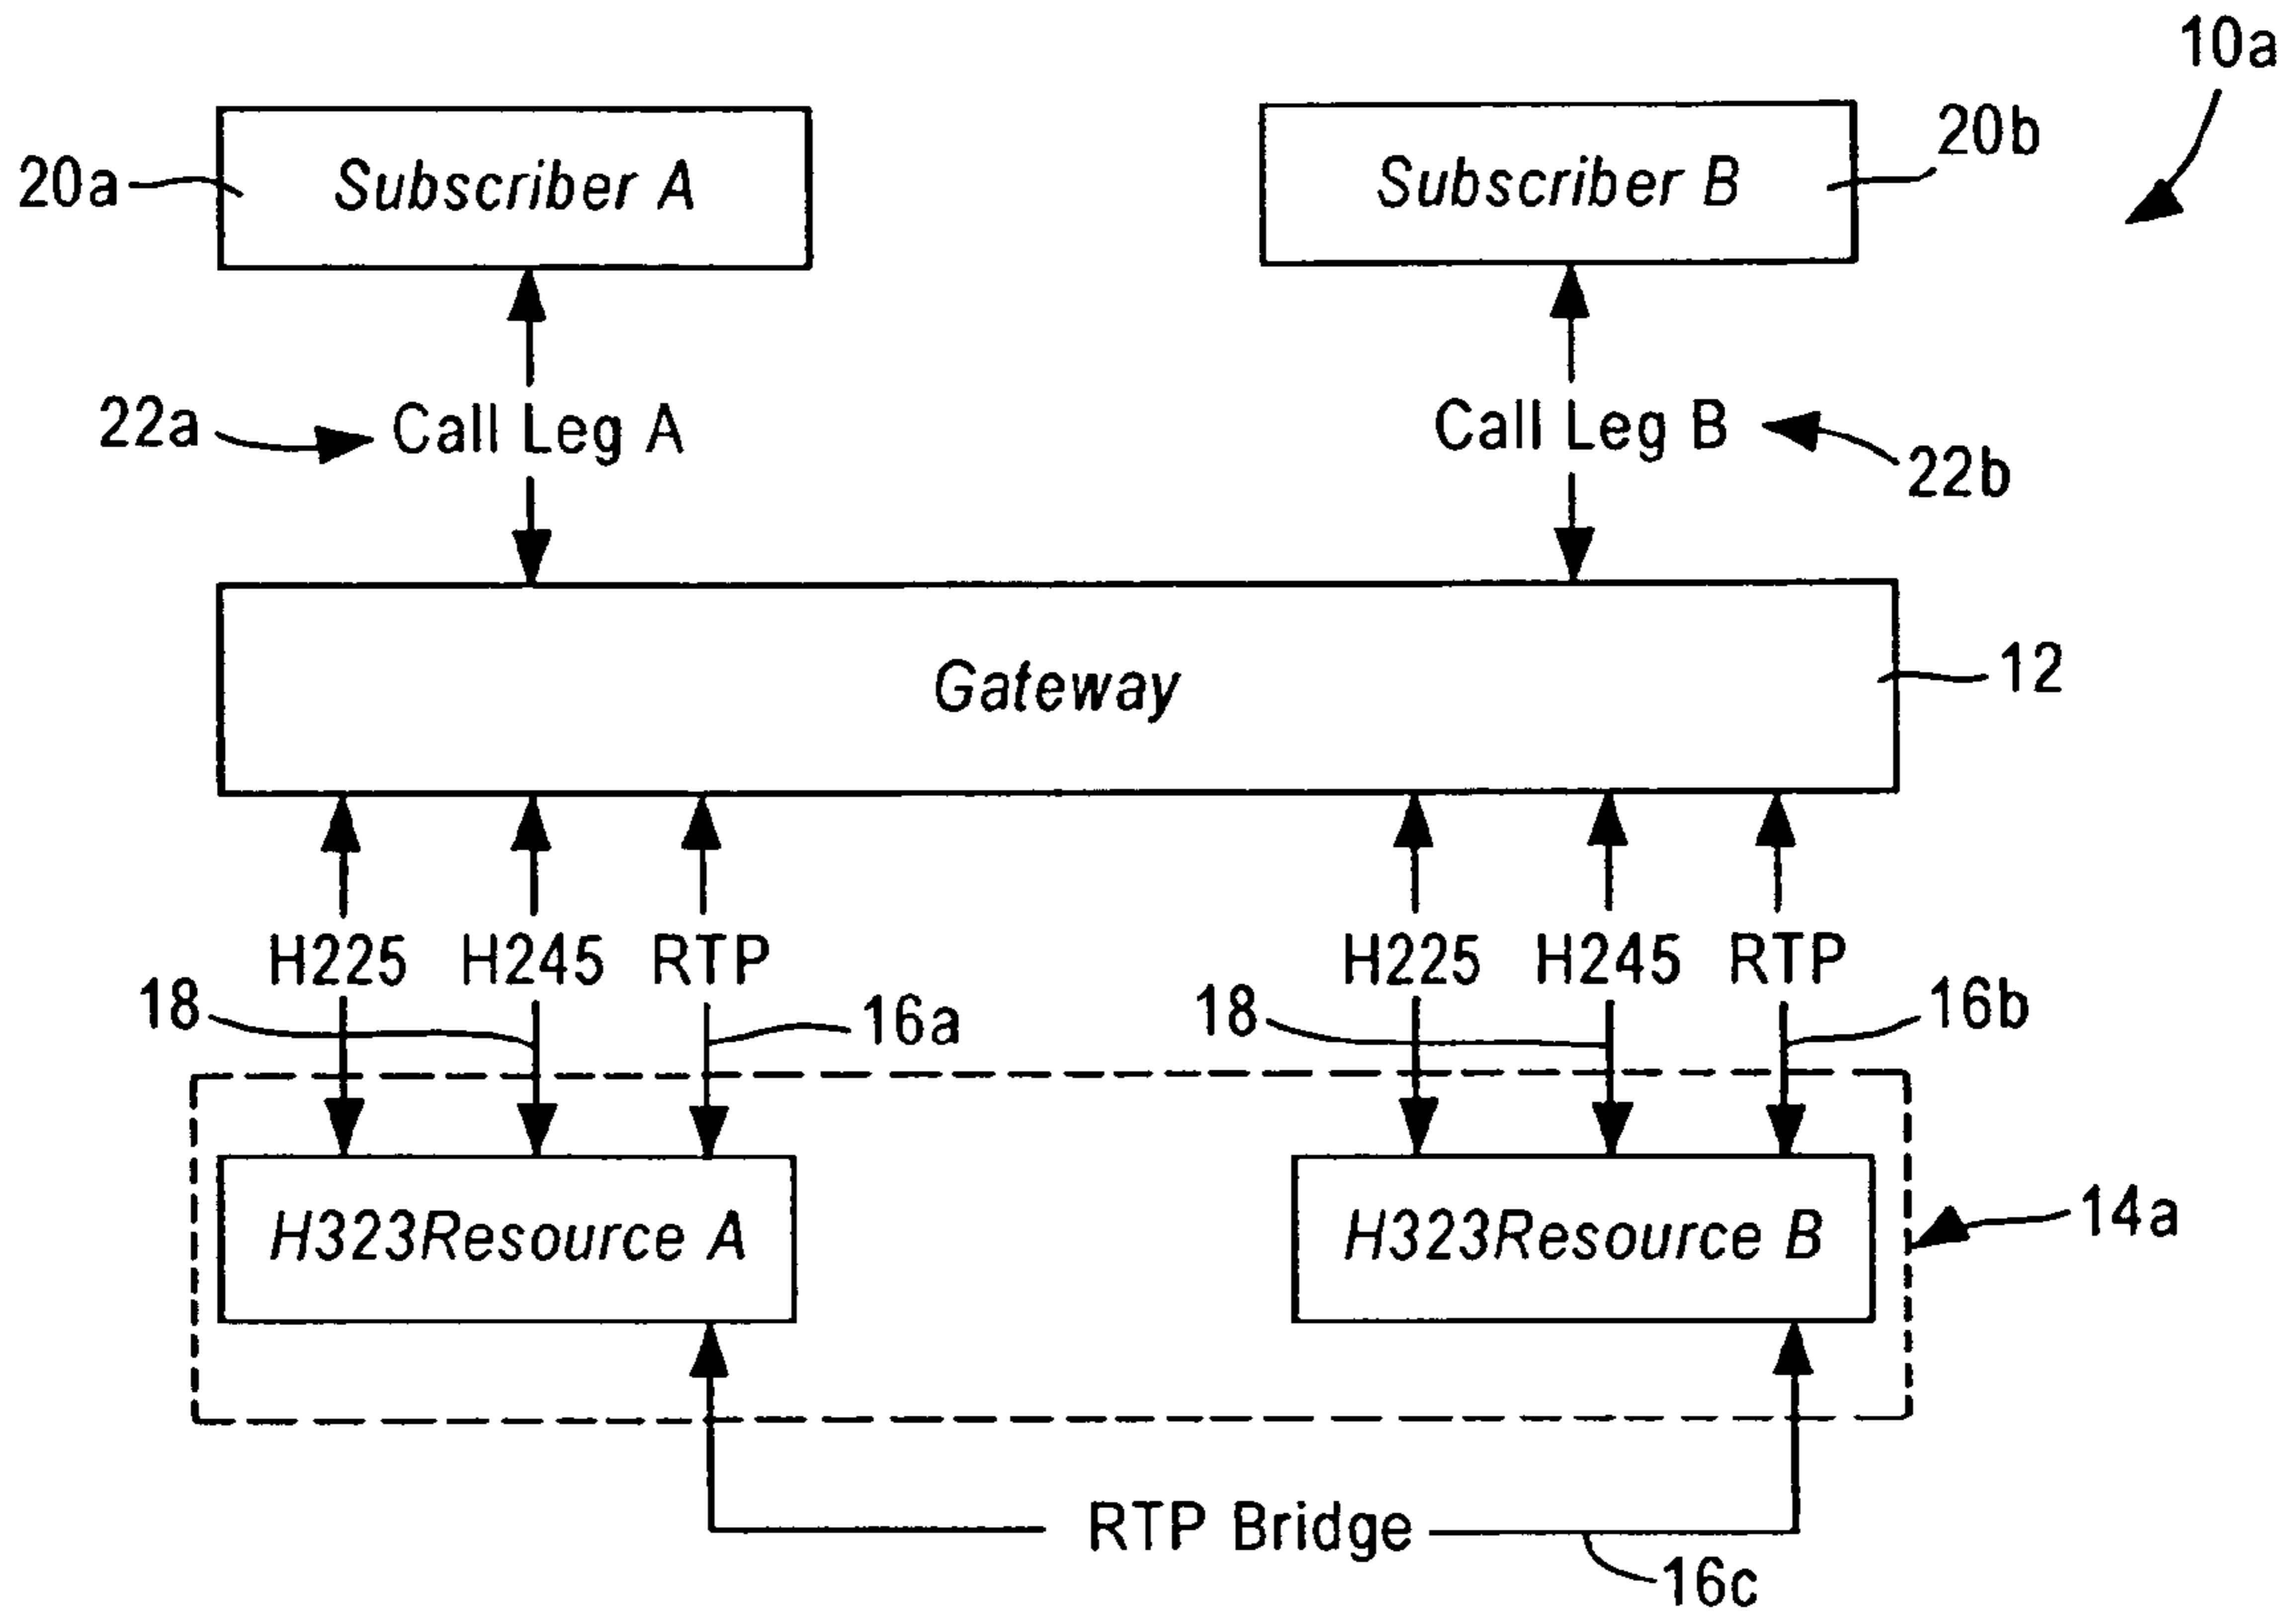 10a
20a
Subscriber A
Subscriber B
20b
22a
Call Leg A
Call Leg B
22b
Gateway
12
H225 H245 RTP
H225 H245 RTP
18
16a
18
16b
H323Resource A
H323Resource B
14a
RTP Bridge
16c